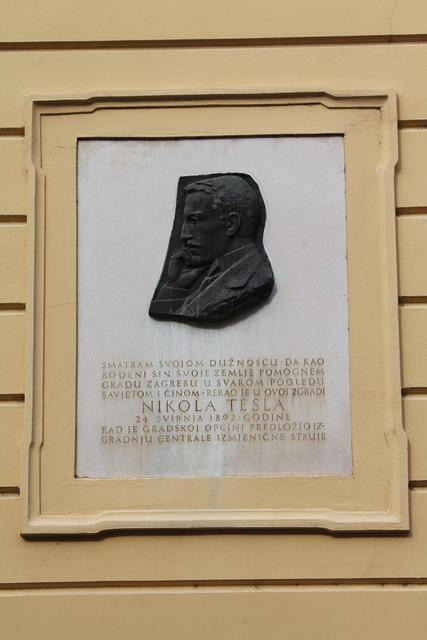 SMATRAM SVOJOM DUŽNOSĆU DA KAO
ROĐENI SIN SVOJE ZEMLJE POMOGNEM
GRADU ZAGREBU U SVAKOM POGLEDU
SAVJETOM I ČINOM - REKAO JE U OVOJ ZGRADI
NIKOLA TESLA
24 SVIBNJA 1892 GODINE
KAD JE GRADSKOJ OPĆINI PREDLOŽIO IZ-
GRADNJU CENTRALE IZMJENIČNE STRUJE